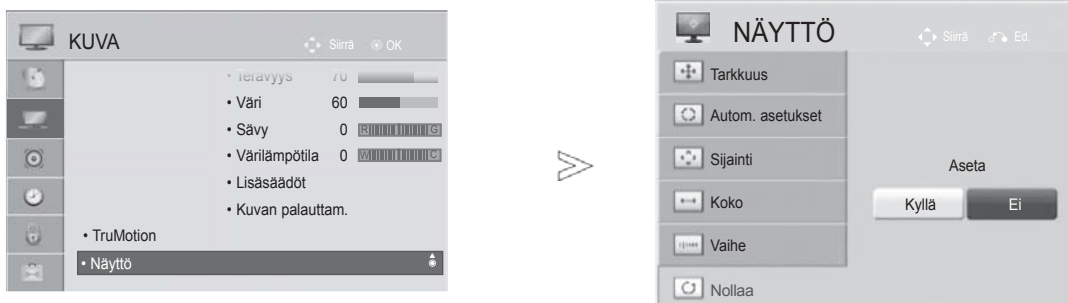 KUVA
Siirrä OK
• Terävyys 70
• Väri 60
• Sävy 0 R G
• Värilämpötila 0 W C
• Lisäsäädöt
• Kuvan palauttam.
• TruMotion
• Näyttö
NÄYTTÖ
Siirrä Ed.
Tarkkuus
Autom. asetukset
Sijainti
Koko
Vaihe
Nollaa
Aseta
Kyllä Ei